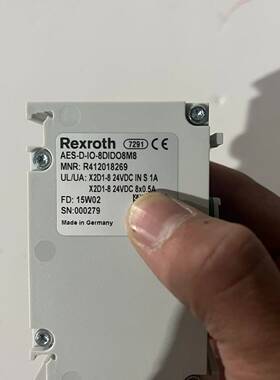 Rexroth 7291 CE
AES-D-IO-8DIDO8M8
MNR: R412018269
UL/UA: X2D1-8 24VDC IN S 1A
X2D1-8 24VDC 8x0.5A
FD: 15W02
SN:000279
Made in Germany